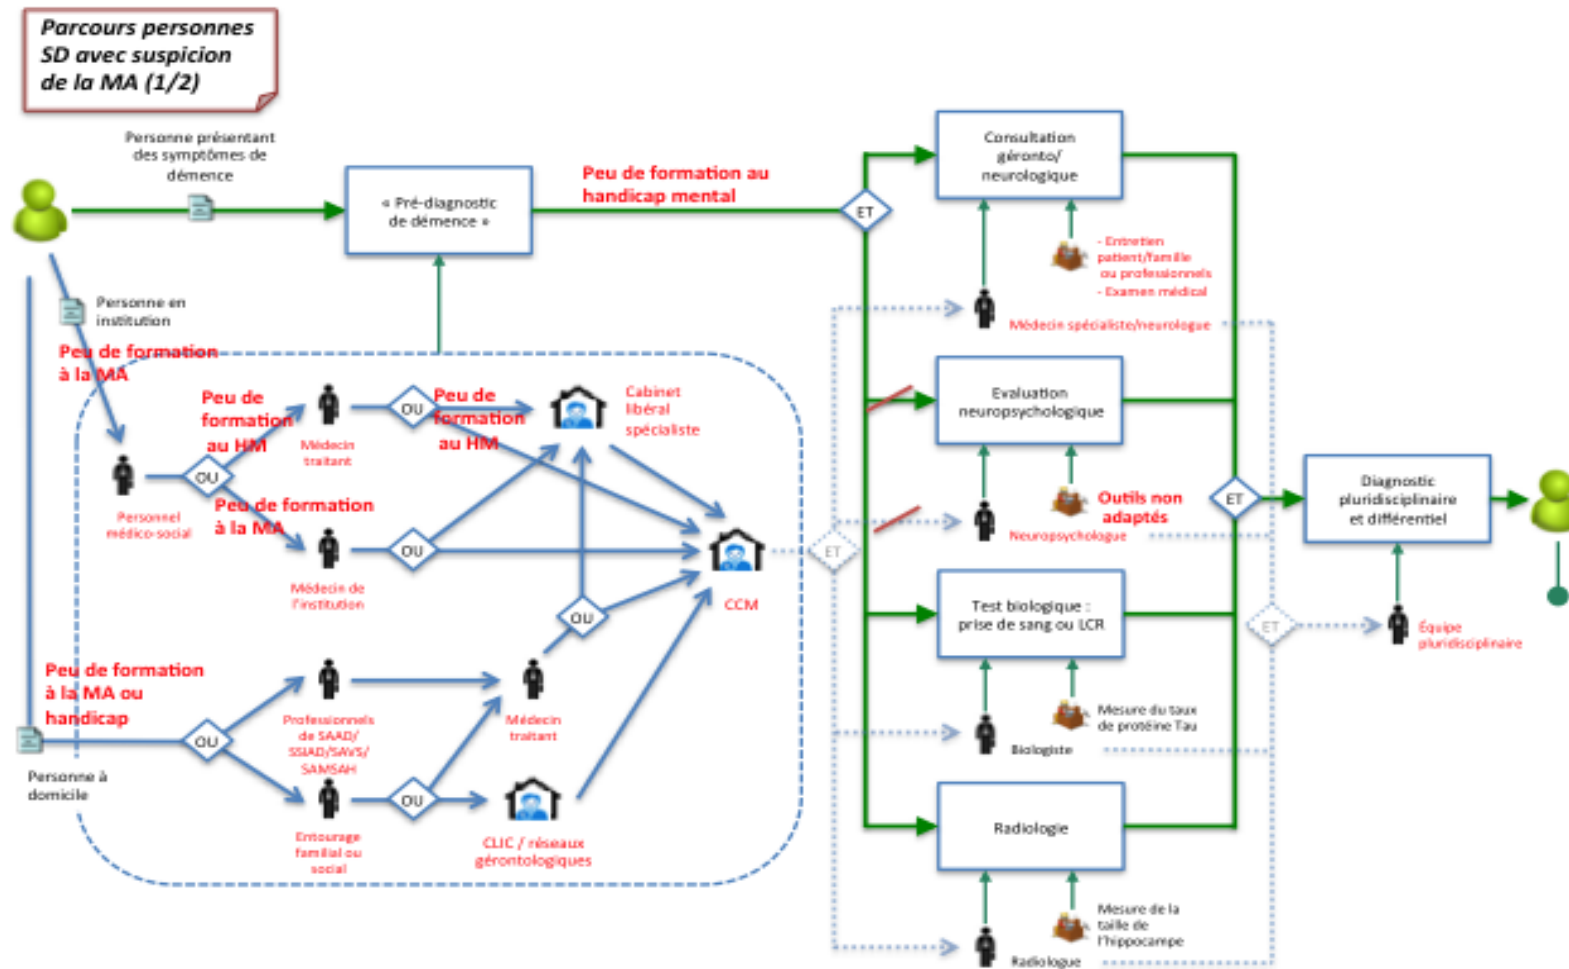 Parcours personnes
SD avec suspicion
de la MA (1/2)
Personne présentant
des symptômes de
démence
« Pré-diagnostic
de démence »
Peu de formation au
handicap mental
ET
Consultation
géronto/
neurologique
- Entretien
patient/famille
ou professionnels
- Examen médical
Médecin spécialiste/neurologue
Personne en
institution
Peu de formation
à la MA
Peu de
formation
au HM
Médecin
traitant
OU
Peu de
formation
au HM
Cabinet
libéral
spécialiste
Personnel
médico-social
OU
Peu de formation
à la MA
Médecin de
l'institution
OU
CCM
ET
Evaluation
neuropsychologique
Outils non
adaptés
Neuropsychologue
ET
Diagnostic
pluridisciplinaire
et différentiel
Peu de formation
à la MA ou
handicap
Personne à
domicile
OU
Professionnels
de SAAD/
SSIAD/SAVS/
SAMSAH
Médecin
traitant
OU
Entourage
familial ou
social
OU
CLIC / réseaux
gérontologiques
Test biologique :
prise de sang ou LCR
Mesure du taux
de protéine Tau
Biologiste
ET
Équipe
pluridisciplinaire
Radiologie
Mesure de la
taille de
l'hippocampe
Radiologue